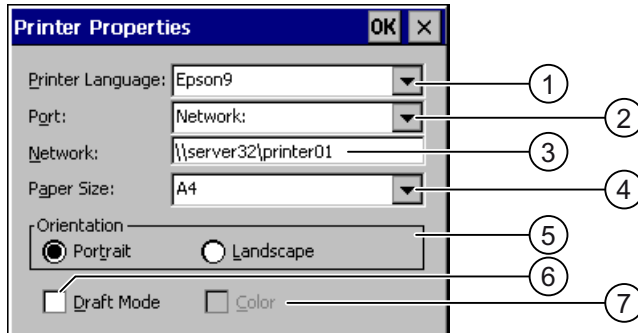 Printer Properties OK ×
Printer Language: Epson9 1
Port: Network: 2
Network: \\server32\printer01 3
Paper Size: A4 4
Orientation 5
Portrait Landscape
6
Draft Mode Color 7